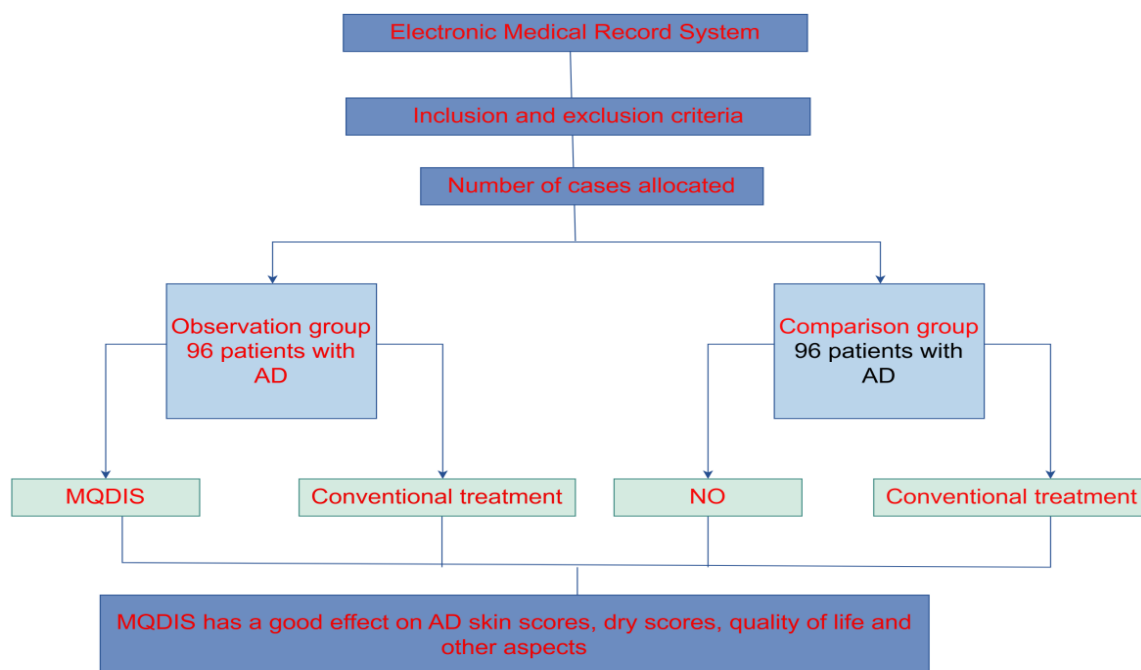 Electronic Medical Record System
Inclusion and exclusion criteria
Number of cases allocated
Observation group
96 patients with
AD
Comparison group
96 patients with
AD
MQDIS
Conventional treatment
NO
Conventional treatment
MQDIS has a good effect on AD skin scores, dry scores, quality of life and
other aspects